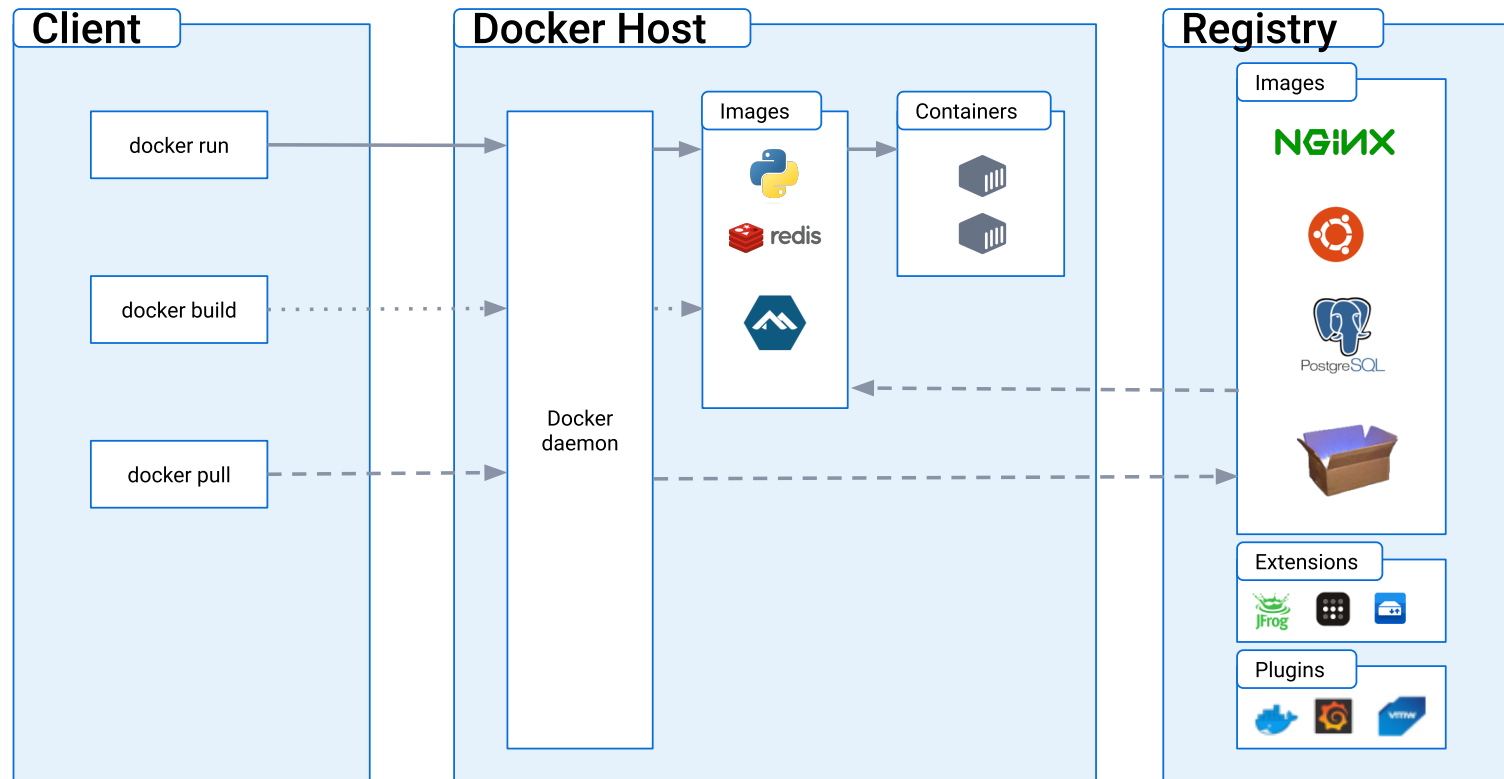 Client
docker run
docker build
docker pull
Docker Host
Docker
daemon
Images
redis
Containers
Registry
Images
NGiNX
PostgreSQL
Extensions
JFrog
Plugins
vmw